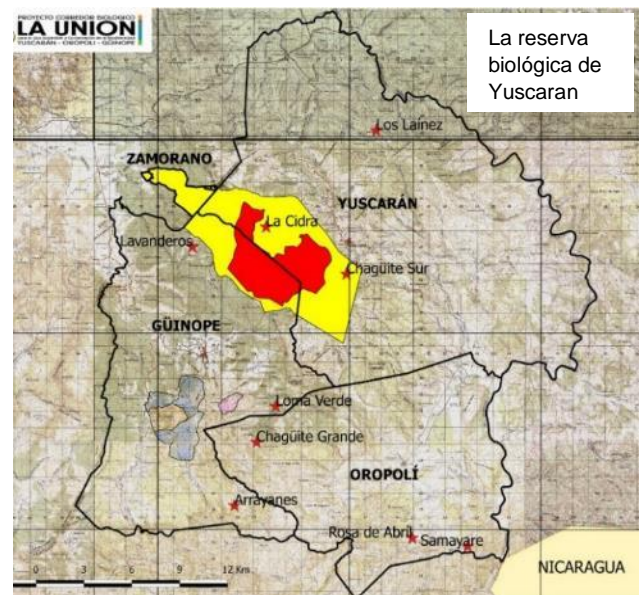 PROYECTO CORREDOR BIOLÓGICO
LA UNION
YUSCARÁN - OROPOLI - GÜINOPE
La reserva
biológica de
Yuscaran
Los Laínez
ZAMORANO
YUSCARÁN
La Cidra
Lavanderos
Chagüite Sur
GÜINOPE
Loma Verde
Chagüite Grande
OROPOLÍ
Arrayanes
Rosa de Abril
Samayare
NICARAGUA
0 3 6 9 12 Km